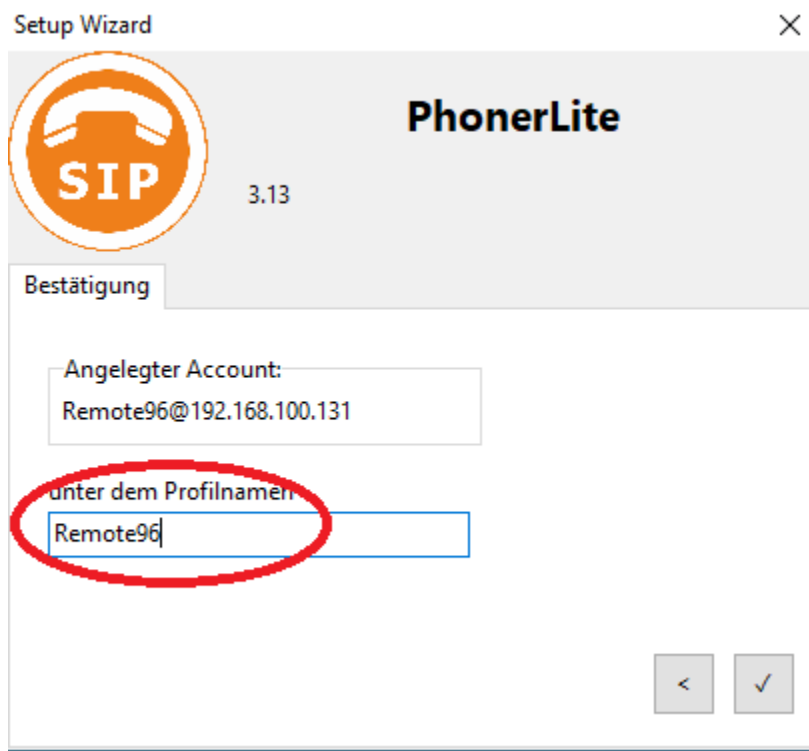 Setup Wizard
PhonerLite
SIP
3.13
Bestätigung
Angelegter Account:
Remote96@192.168.100.131
unter dem Profilnamen
Remote96
< ✓